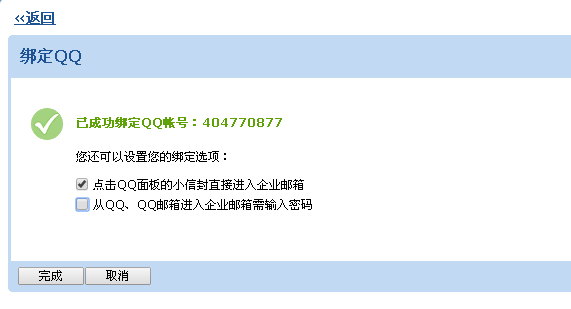 ‹‹返回
绑定QQ
已成功绑定QQ帐号：404770877
您还可以设置您的绑定选项：
点击QQ面板的小信封直接进入企业邮箱
从QQ、QQ邮箱进入企业邮箱需输入密码
完成 取消